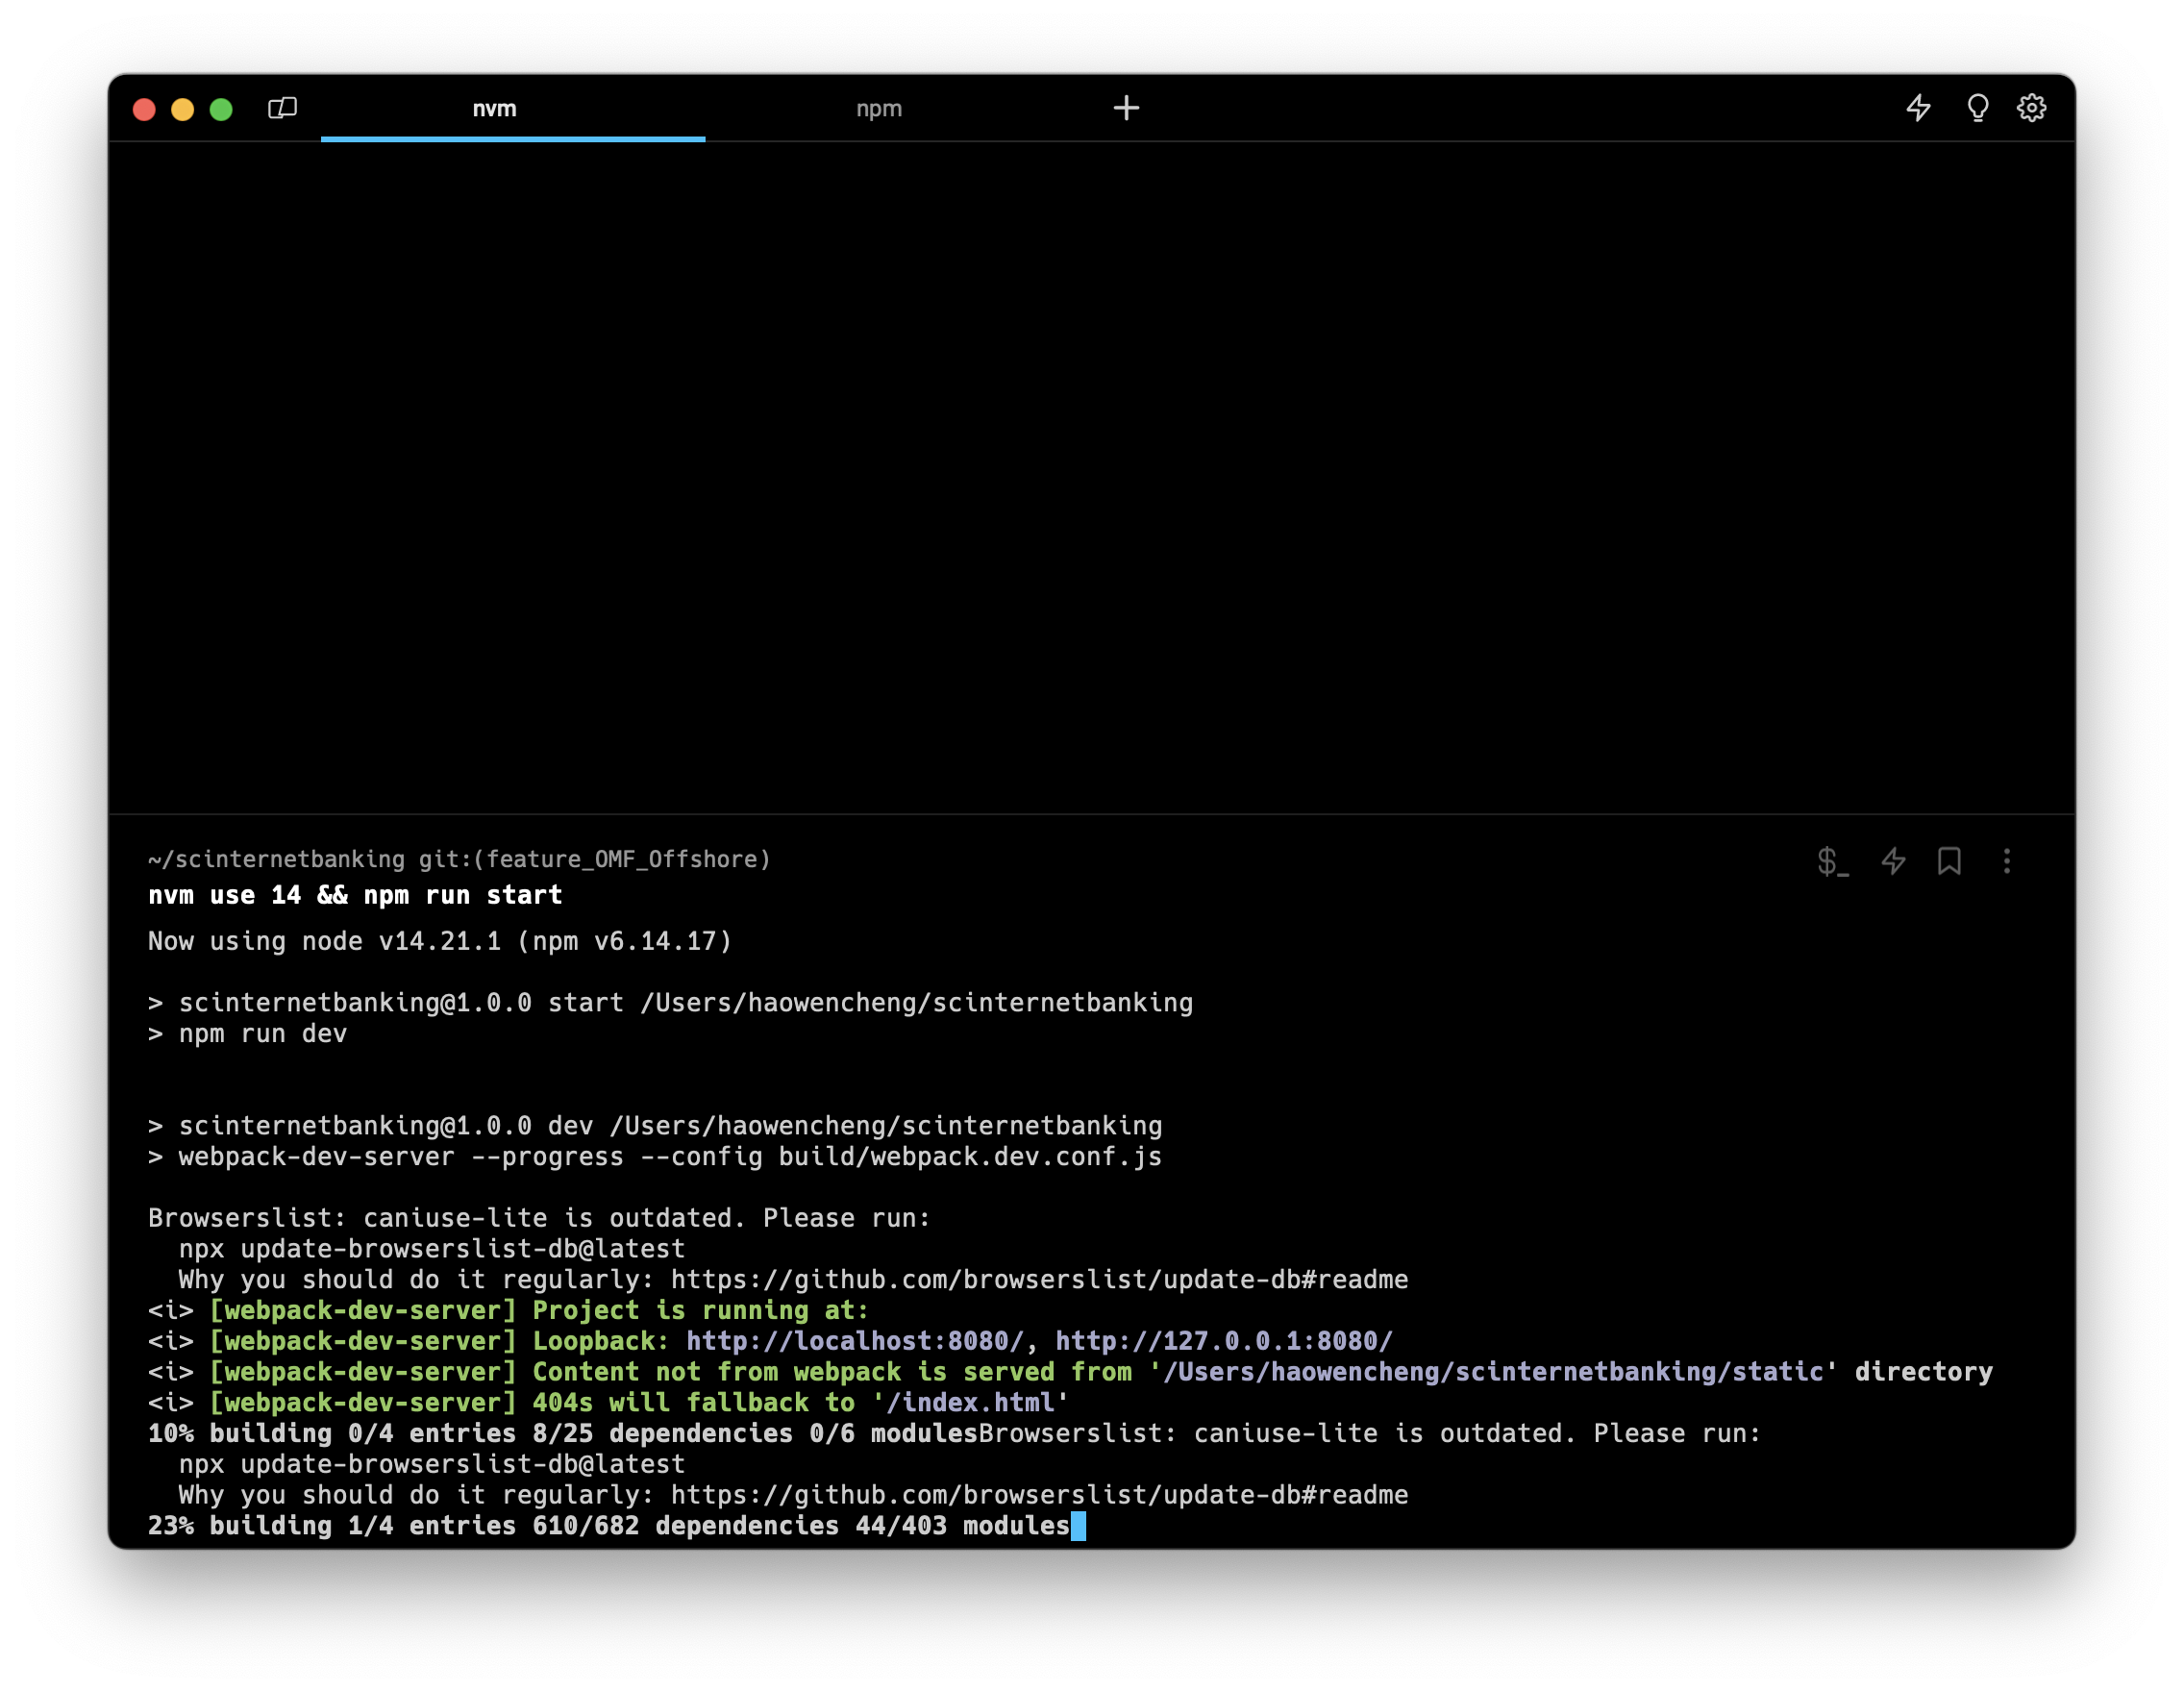 nvm npm
~/scinternetbanking git:(feature_OMF_Offshore)
$_
nvm use 14 && npm run start
Now using node v14.21.1 (npm v6.14.17)
> scinternetbanking@1.0.0 start /Users/haowencheng/scinternetbanking
> npm run dev
> scinternetbanking@1.0.0 dev /Users/haowencheng/scinternetbanking
> webpack-dev-server --progress --config build/webpack.dev.conf.js
Browserslist: caniuse-lite is outdated. Please run:
  npx update-browserslist-db@latest
  Why you should do it regularly: https://github.com/browserslist/update-db#readme
<i> [webpack-dev-server] Project is running at:
<i> [webpack-dev-server] Loopback: http://localhost:8080/, http://127.0.0.1:8080/
<i> [webpack-dev-server] Content not from webpack is served from '/Users/haowencheng/scinternetbanking/static' directory
<i> [webpack-dev-server] 404s will fallback to '/index.html'
10% building 0/4 entries 8/25 dependencies 0/6 modulesBrowserslist: caniuse-lite is outdated. Please run:
  npx update-browserslist-db@latest
  Why you should do it regularly: https://github.com/browserslist/update-db#readme
23% building 1/4 entries 610/682 dependencies 44/403 modules